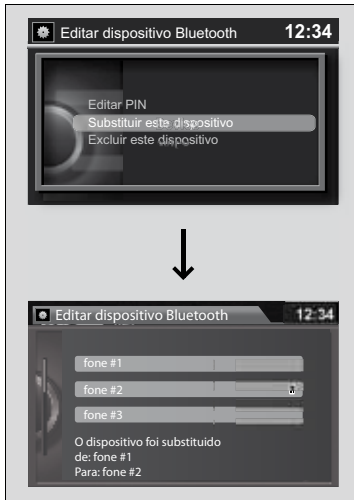 Editar dispositivo Bluetooth 12:34
Editar PIN
Substituir este dispositivo
Excluir este dispositivo
Editar dispositivo Bluetooth 12:34
fone #1
fone #2
fone #3
O dispositivo foi substituido
de: fone #1
Para: fone #2